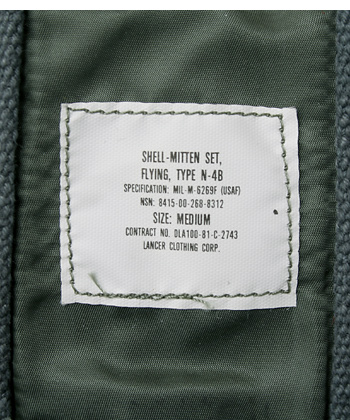 SHELL-MITTEN SET,
FLYING, TYPE N-4B
SPECIFICATION: MIL-M-6269F (USAF)
NSN: 8415-00-268-8312
SIZE: MEDIUM
CONTRACT NO. DLA100-81-C-2743
LANCER CLOTHING CORP.